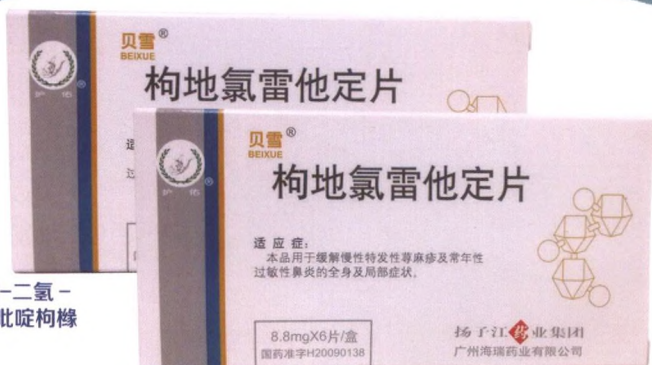 贝雪®
BEIXUE
枸地氯雷他定片
护佑®
贝雪®
BEIXUE
枸地氯雷他定片
护佑®
适应症:
本品用于缓解慢性特发性荨麻疹及常年性
过敏性鼻炎的全身及局部症状。
8.8mgX6片/盒
国药准字H20090138
扬子江药业集团
广州海瑞药业有限公司
二氢-
吡啶枸橼